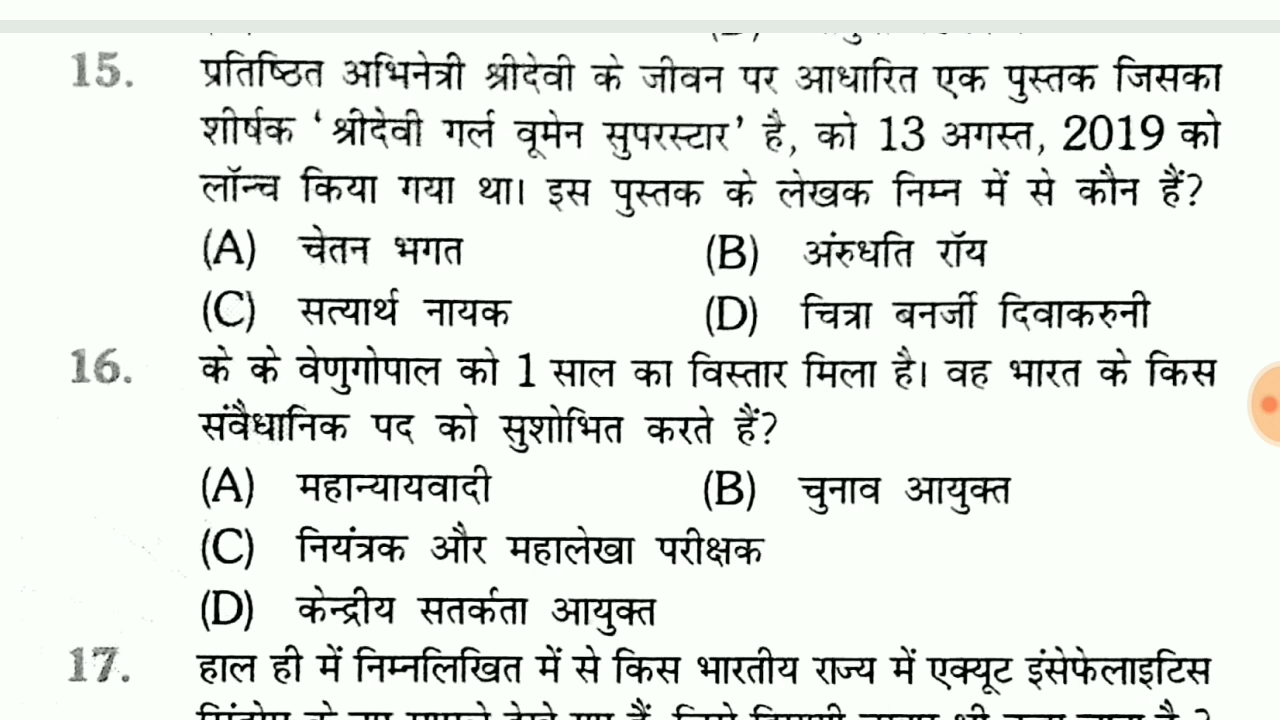 15. प्रतिष्ठित अभिनेत्री श्रीदेवी के जीवन पर आधारित एक पुस्तक जिसका
शीर्षक ‘श्रीदेवी गर्ल वूमेन सुपरस्टार’ है, को 13 अगस्त, 2019 को
लॉन्च किया गया था। इस पुस्तक के लेखक निम्न में से कौन हैं?
(A) चेतन भगत (B) अंरुधति रॉय
(C) सत्यार्थ नायक (D) चित्रा बनर्जी दिवाकरुनी
16. के के वेणुगोपाल को 1 साल का विस्तार मिला है। वह भारत के किस
संवैधानिक पद को सुशोभित करते हैं?
(A) महान्यायवादी (B) चुनाव आयुक्त
(C) नियंत्रक और महालेखा परीक्षक
(D) केन्द्रीय सतर्कता आयुक्त
17. हाल ही में निम्नलिखित में से किस भारतीय राज्य में एक्यूट इंसेफेलाइटिस